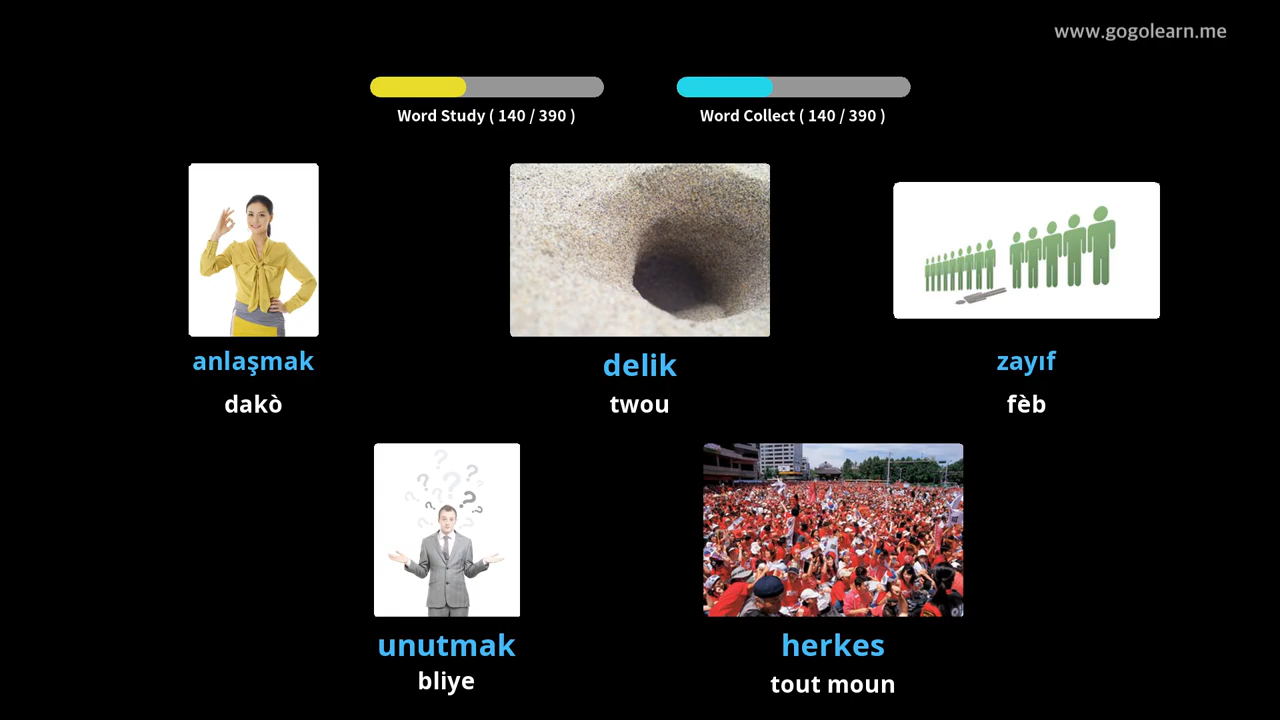 www.gogolearn.me
Word Study ( 140 / 390 )
Word Collect ( 140 / 390 )
anlaşmak
dakò
delik
twou
zayıf
fèb
unutmak
bliye
herkes
tout moun